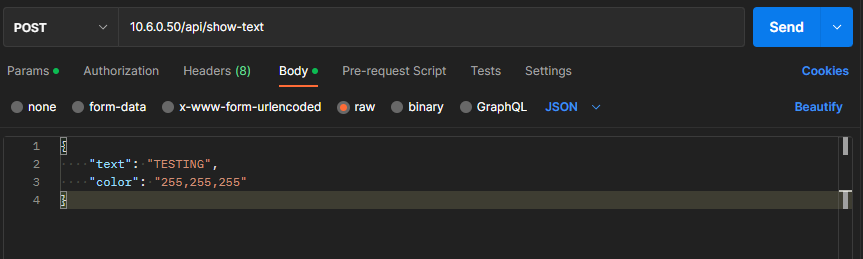 POST 10.6.0.50/api/show-text Send
Params Authorization Headers (8) Body Pre-request Script Tests Settings Cookies
none form-data x-www-form-urlencoded raw binary GraphQL JSON Beautify
1 {
2 "text": "TESTING",
3 "color": "255,255,255"
4 }